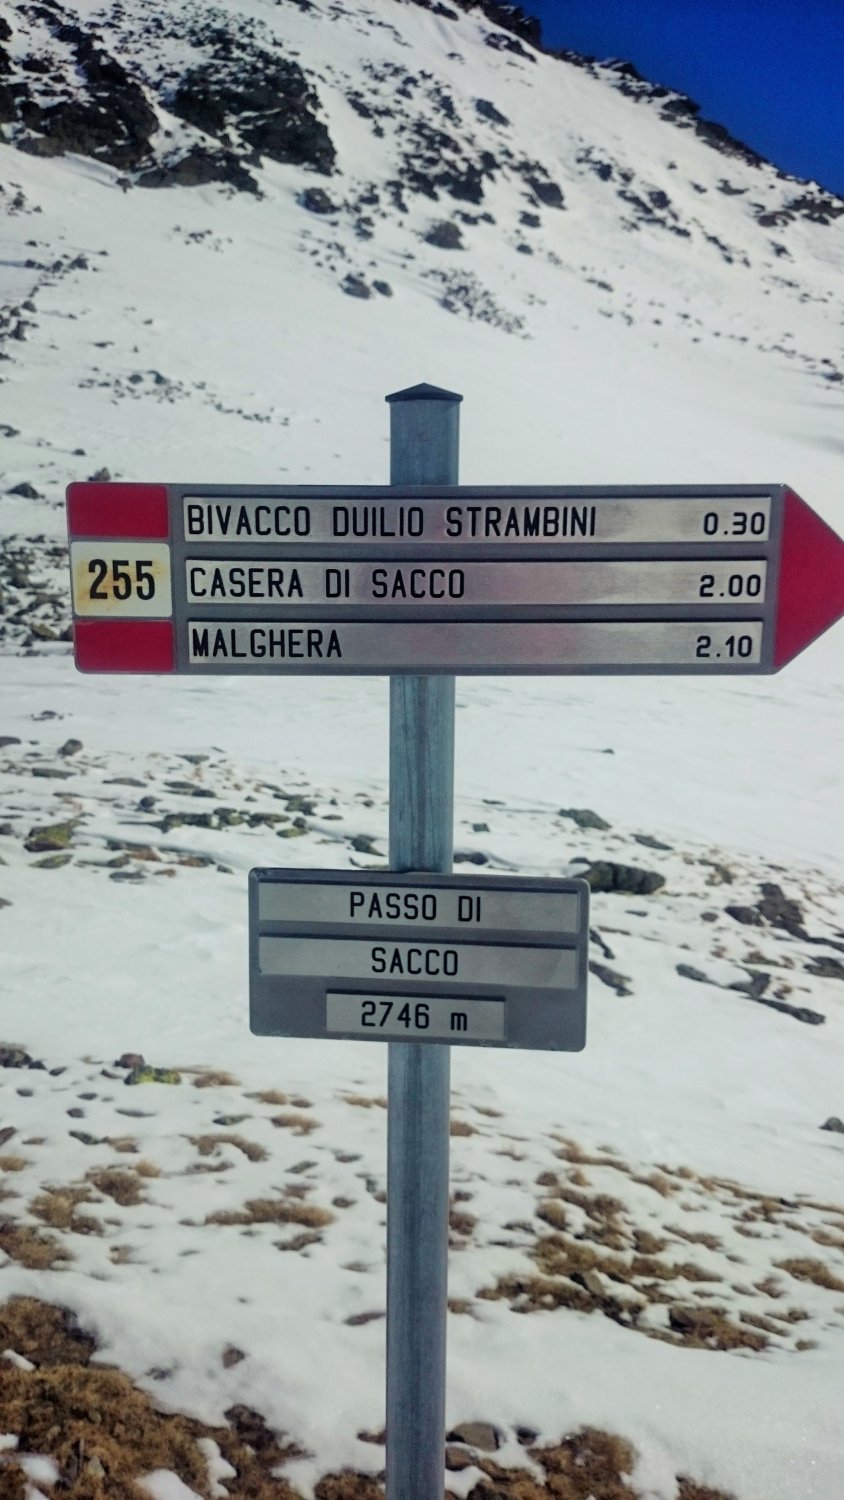 BIVACCO DUILIO STRAMBINI 0.30
255
CASERA DI SACCO 2.00
MALGHERA 2.10
PASSO DI
SACCO
2746 m